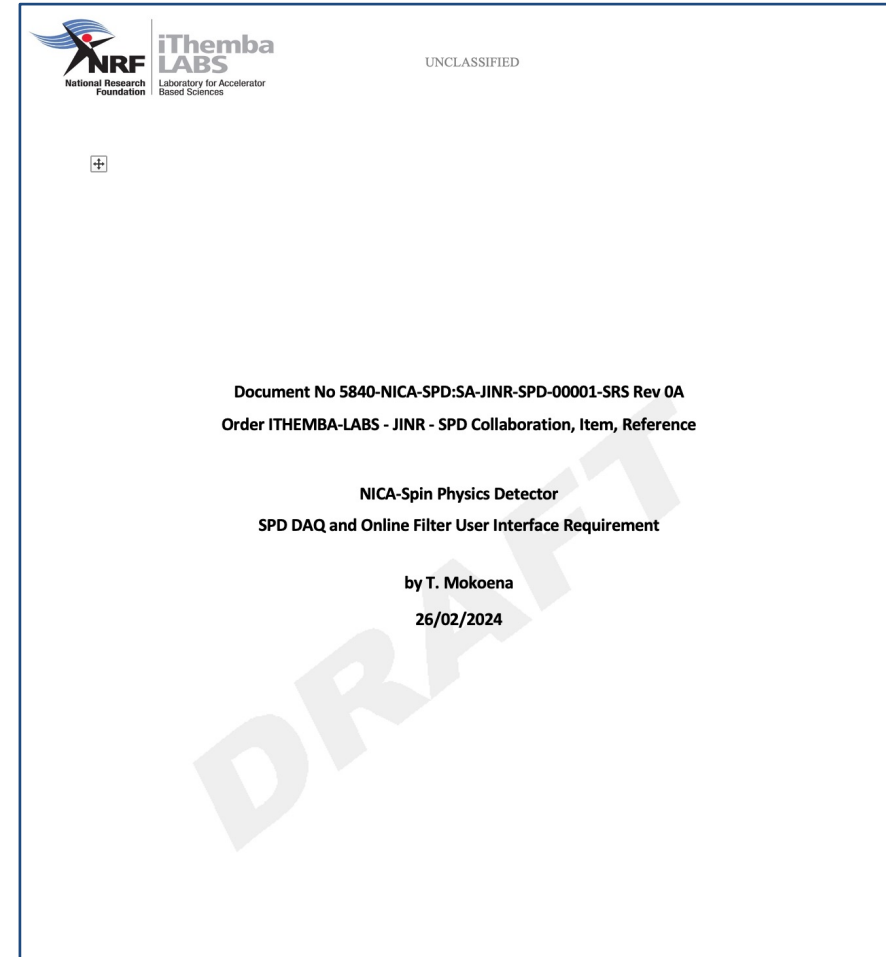 NRF
National Research
Foundation
iThemba
LABS
Laboratory for Accelerator
Based Sciences
UNCLASSIFIED
Document No 5840-NICA-SPD:SA-JINR-SPD-00001-SRS Rev 0A
Order ITHEMBA-LABS - JINR - SPD Collaboration, Item, Reference
NICA-Spin Physics Detector
SPD DAQ and Online Filter User Interface Requirement
by T. Mokoena
26/02/2024
DRAFT